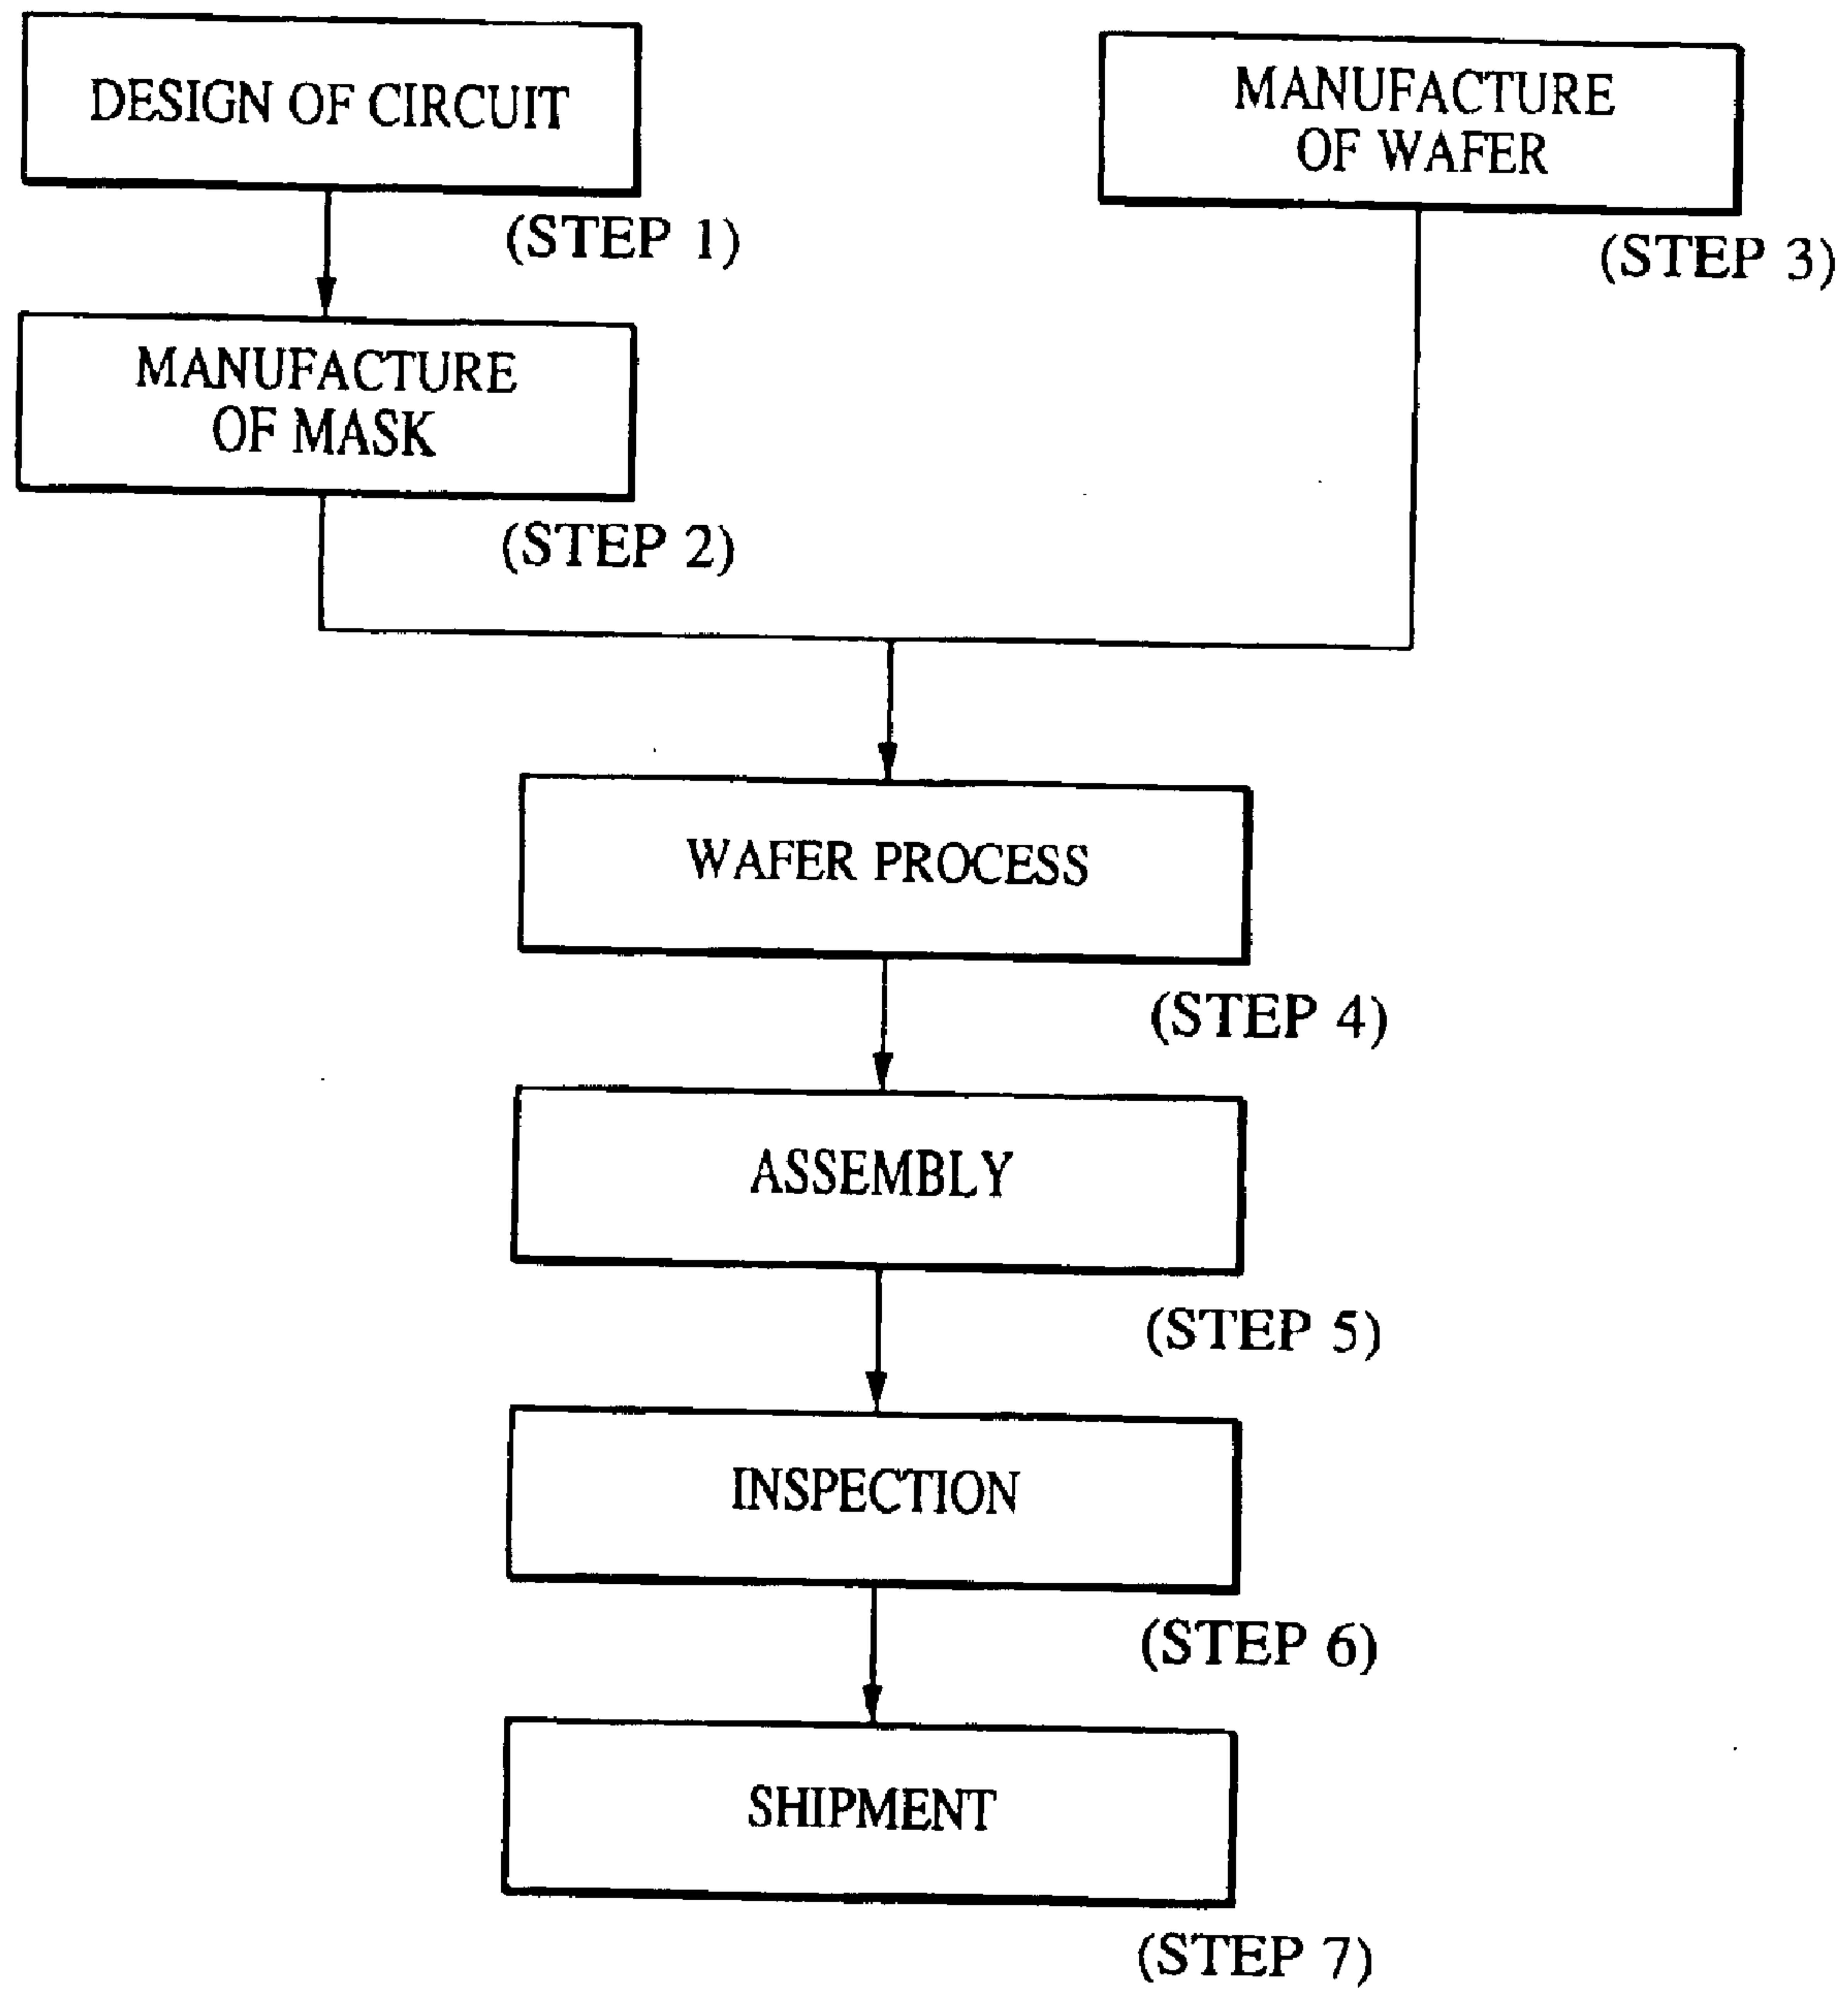 DESIGN OF CIRCUIT
(STEP 1)
MANUFACTURE
OF MASK
(STEP 2)
MANUFACTURE
OF WAFER
(STEP 3)
WAFER PROCESS
(STEP 4)
ASSEMBLY
(STEP 5)
INSPECTION
(STEP 6)
SHIPMENT
(STEP 7)